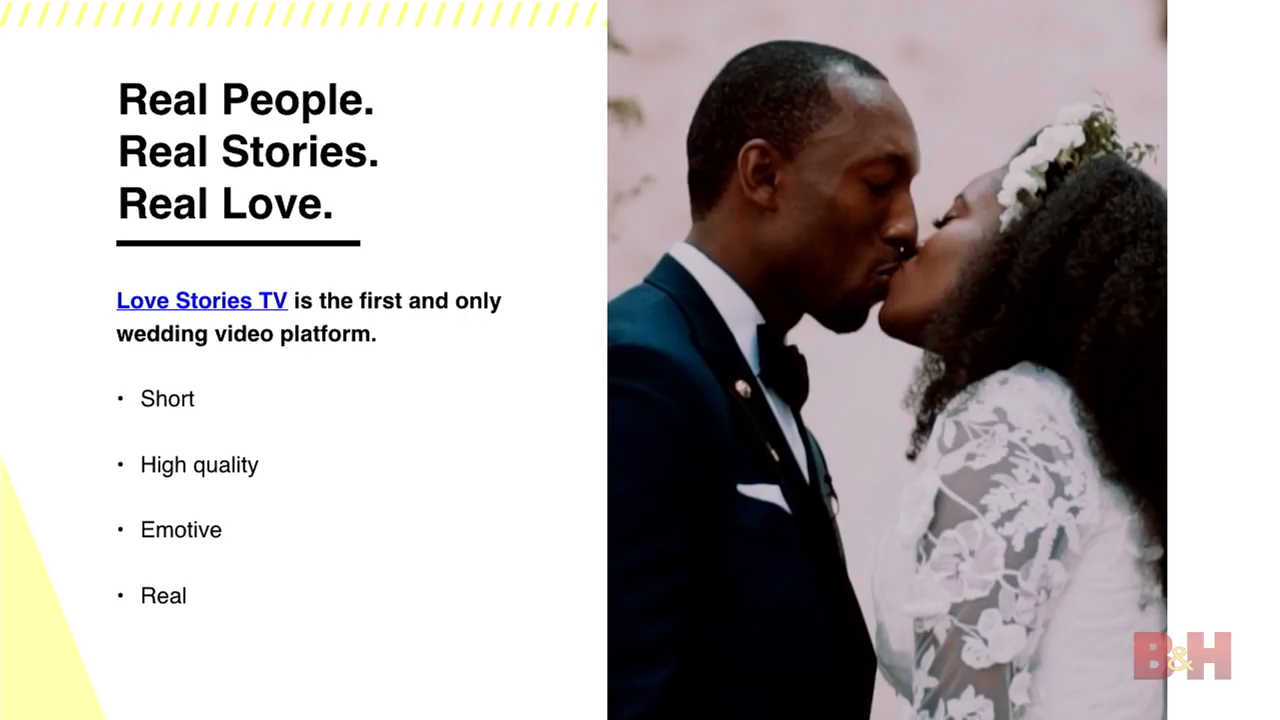 Real People.
Real Stories.
Real Love.
Love Stories TV is the first and only
wedding video platform.
• Short
• High quality
• Emotive
• Real
B&H